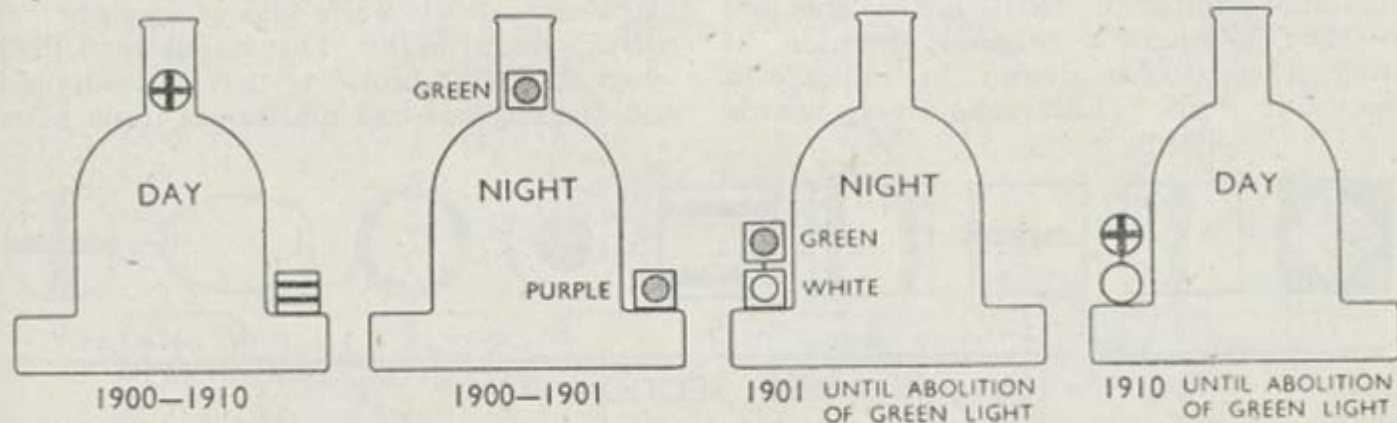 GREEN
DAY
NIGHT
NIGHT
DAY
GREEN
PURPLE
WHITE
1900—1910
1900—1901
1901 UNTIL ABOLITION
OF GREEN LIGHT
1910 UNTIL ABOLITION
OF GREEN LIGHT